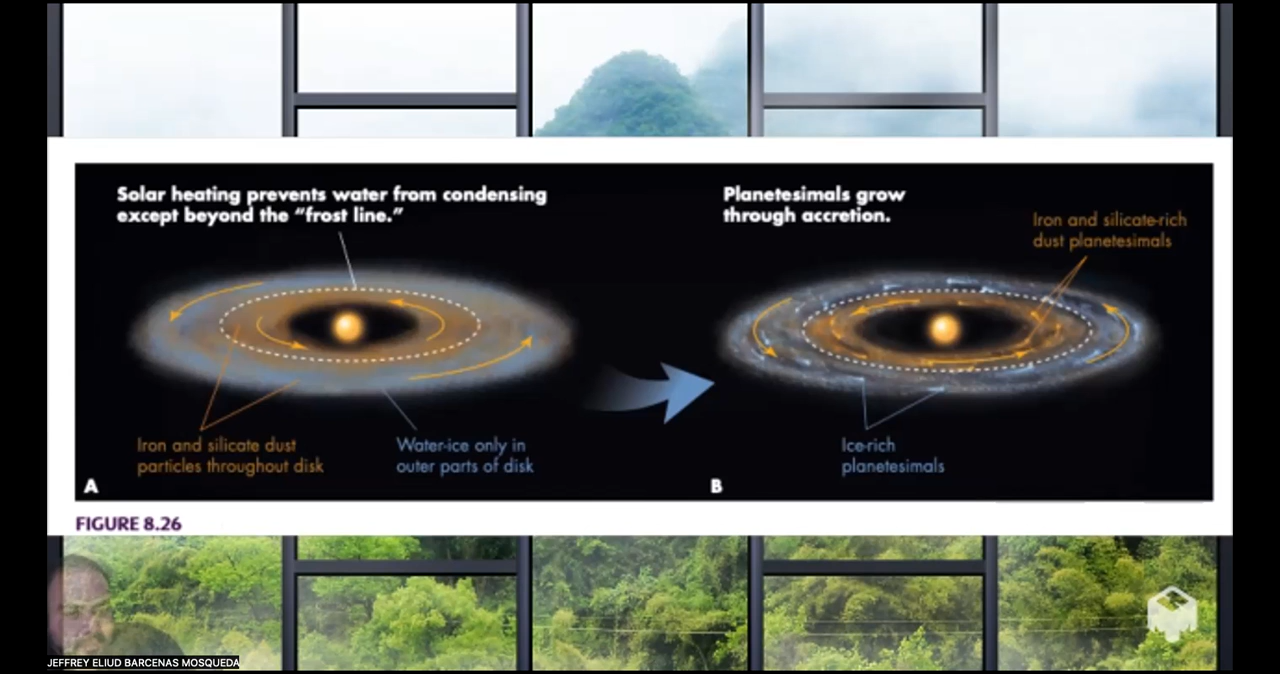 Solar heating prevents water from condensing
except beyond the “frost line.”
Planetesimals grow
through accretion.
Iron and silicate-rich
dust planetesimals
Iron and silicate dust
particles throughout disk
Water-ice only in
outer parts of disk
Ice-rich
planetesimals
A
B
FIGURE 8.26
JEFFREY ELIUD BARCENAS MOSQUEDA